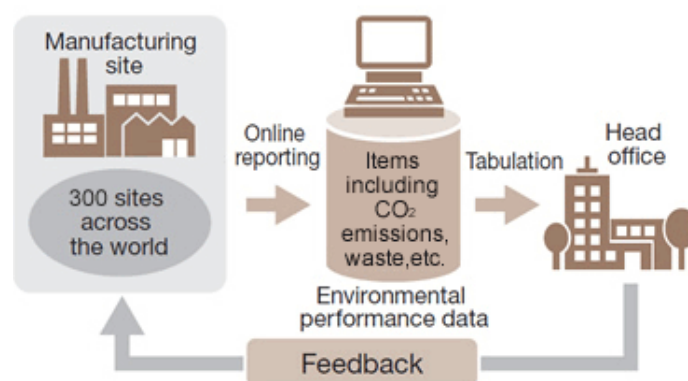 Manufacturing
site
300 sites
across
the world
Online
reporting
Items
including
CO₂
emissions,
waste,etc.
Environmental
performance data
Tabulation
Head
office
Feedback